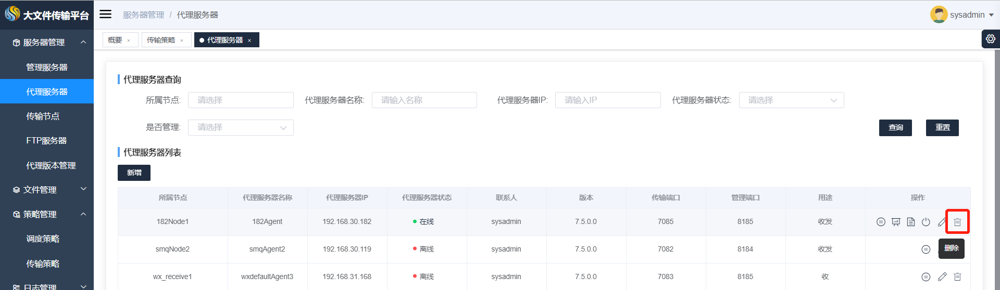 大文件传输平台
服务器管理 / 代理服务器
sysadmin
服务器管理
管理服务器
代理服务器
传输节点
FTP服务器
代理版本管理
文件管理
策略管理
调度策略
传输策略
日志管理
概要 × 传输策略 × 代理服务器 ×
代理服务器查询
所属节点: 请选择 代理服务器名称: 请输入名称 代理服务器IP: 请输入IP 代理服务器状态: 请选择
是否管理: 请选择 查询 重置
代理服务器列表
新增
所属节点 代理服务器名称 代理服务器IP 代理服务器状态 联系人 版本 传输端口 管理端口 用途 操作
182Node1 182Agent 192.168.30.182 在线 sysadmin 7.5.0.0 7085 8185 收发
smqNode2 smqAgent2 192.168.30.119 离线 sysadmin 7.5.0.0 7082 8184 收发 删除
wx_receive1 wxdefaultAgent3 192.168.31.168 离线 sysadmin 7.5.0.0 7083 8185 收